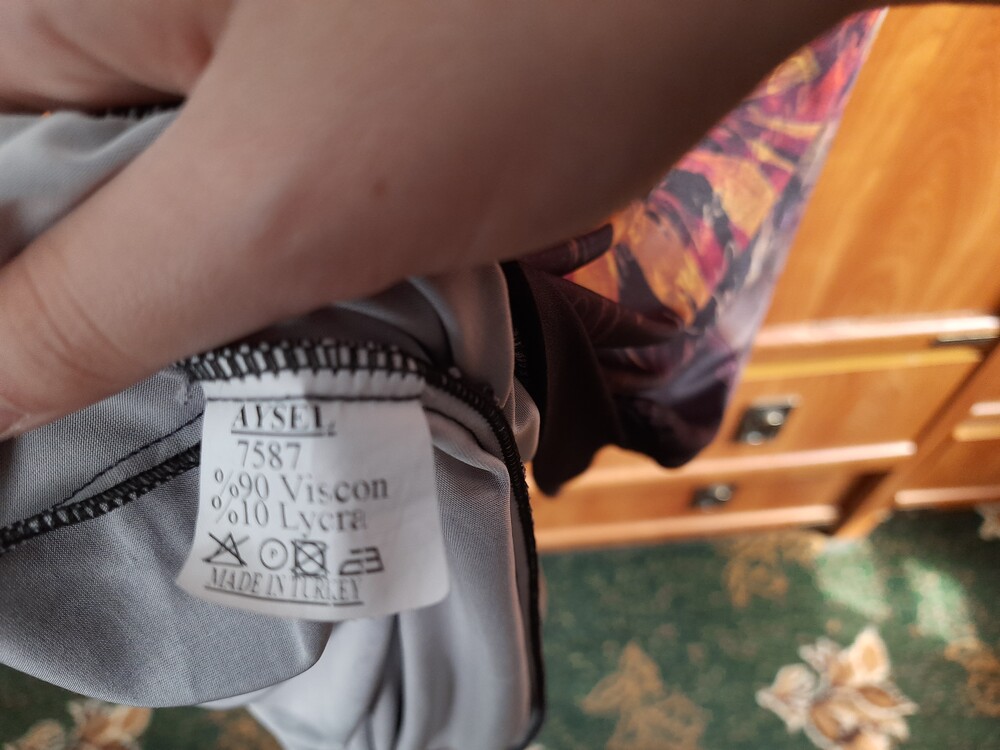 AYSEL
7587
%90 Viscon
%10 Lycra
MADE IN TURKEY